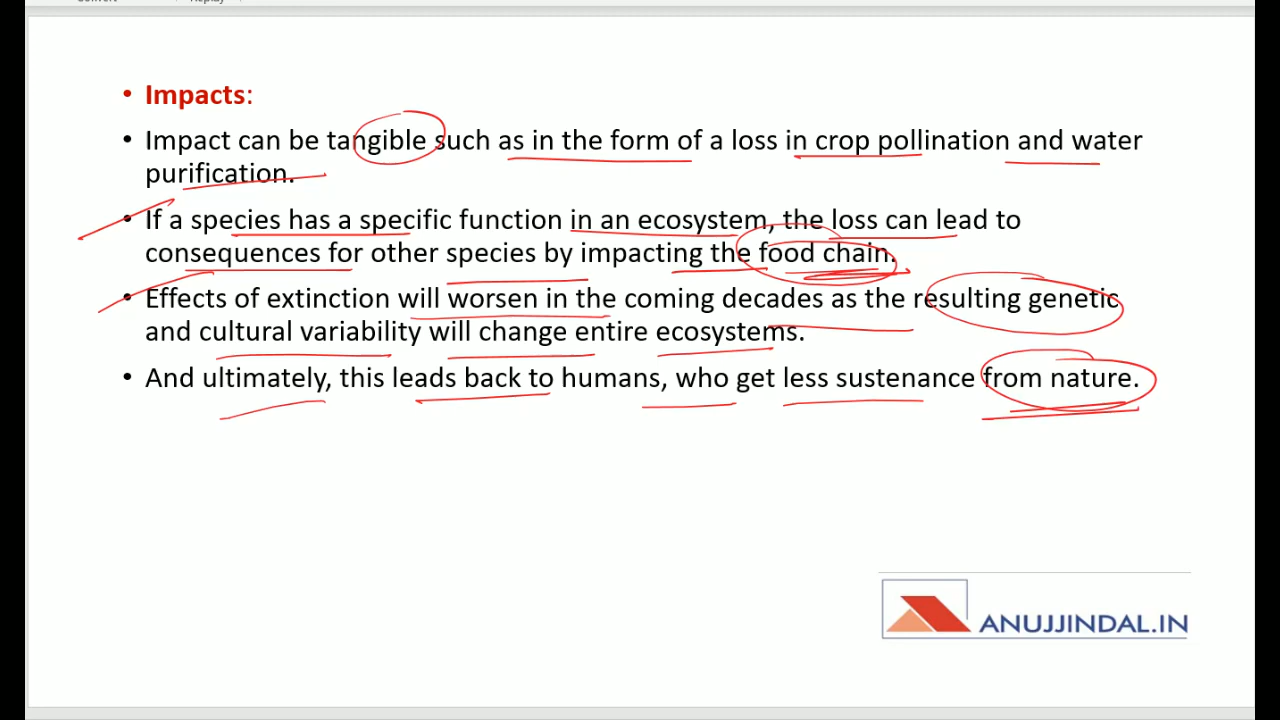 • Impacts:
• Impact can be tangible such as in the form of a loss in crop pollination and water
purification.
• If a species has a specific function in an ecosystem, the loss can lead to
consequences for other species by impacting the food chain.
• Effects of extinction will worsen in the coming decades as the resulting genetic
and cultural variability will change entire ecosystems.
• And ultimately, this leads back to humans, who get less sustenance from nature.
ANUJJINDAL.IN